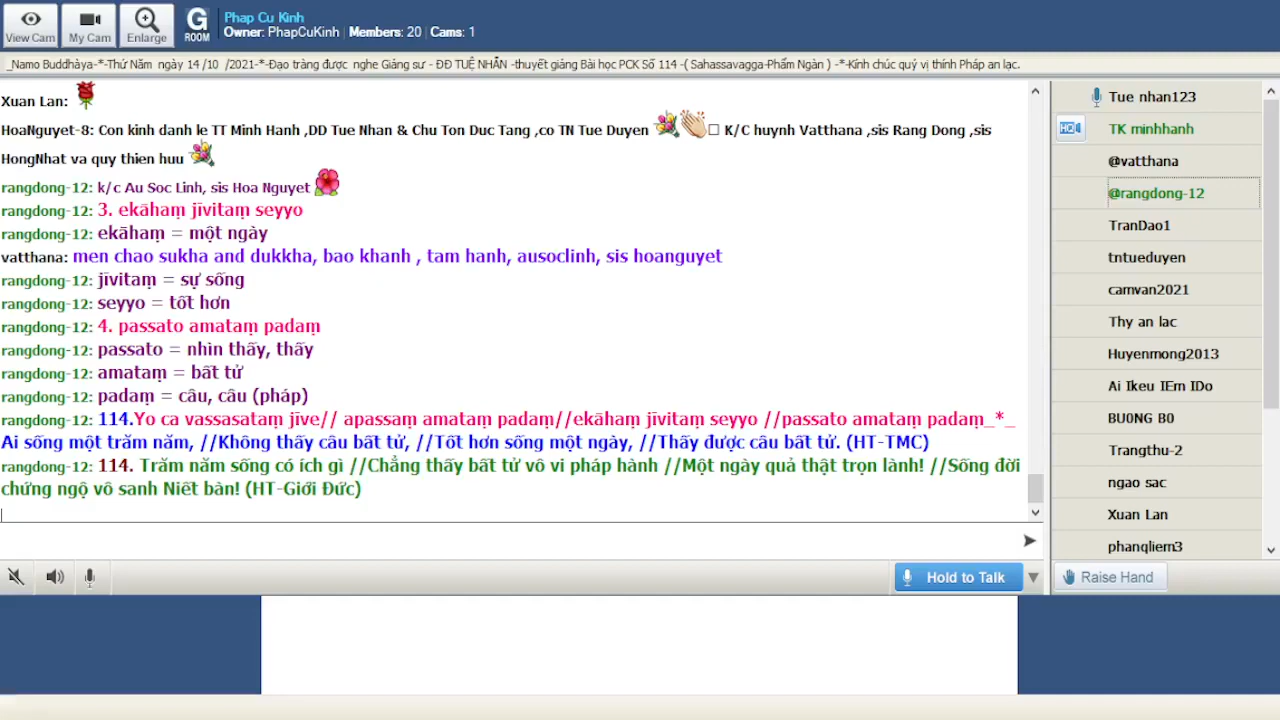 View Cam
My Cam
Enlarge
G
ROOM
Phap Cu Kinh
Owner: PhapCuKinh | Members: 20 | Cams: 1
_Namo Buddhàya-*-Thứ Năm ngày 14 /10 /2021-*-Đạo tràng được nghe Giảng sư - ĐĐ TUỆ NHÂN -thuyết giảng Bài học PCK Số 114 -( Sahassavagga-Phẩm Ngàn ) -*-Kính chúc quý vị thính Pháp an lạc.
Xuan Lan:
HoaNguyet-8: Con kinh danh le TT Minh Hanh ,DD Tue Nhan & Chu Ton Duc Tang ,co TN Tue Duyen K/C huynh Vatthana ,sis Rang Dong ,sis
HongNhat va quy thien huu
rangdong-12: k/c Au Soc Linh, sis Hoa Nguyet
rangdong-12: 3. ekāhaṃ jīvitaṃ seyyo
rangdong-12: ekāhaṃ = một ngày
vatthana: men chao sukha and dukkha, bao khanh , tam hanh, ausoclinh, sis hoanguyet
rangdong-12: jīvitaṃ = sự sống
rangdong-12: seyyo = tốt hơn
rangdong-12: 4. passato amataṃ padaṃ
rangdong-12: passato = nhìn thấy, thấy
rangdong-12: amataṃ = bất tử
rangdong-12: padaṃ = câu, câu (pháp)
rangdong-12: 114.Yo ca vassasataṃ jīve// apassaṃ amataṃ padaṃ//ekāhaṃ jīvitaṃ seyyo //passato amataṃ padaṃ_*_
Ai sống một trăm năm, //Không thấy câu bất tử, //Tốt hơn sống một ngày, //Thấy được câu bất tử. (HT-TMC)
rangdong-12: 114. Trăm năm sống có ích gì //Chẳng thấy bất tử vô vi pháp hành //Một ngày quả thật trọn lành! //Sống đời
chứng ngộ vô sanh Niết bàn! (HT-Giới Đức)
Hold to Talk
Tue nhan123
HD
TK minhhanh
@vatthana
@rangdong-12
TranDao1
tntueduyen
camvan2021
Thy an lac
Huyenmong2013
Ai Ikeu IEm IDo
BU0NG B0
Trangthu-2
ngao sac
Xuan Lan
phanqliem3
Raise Hand